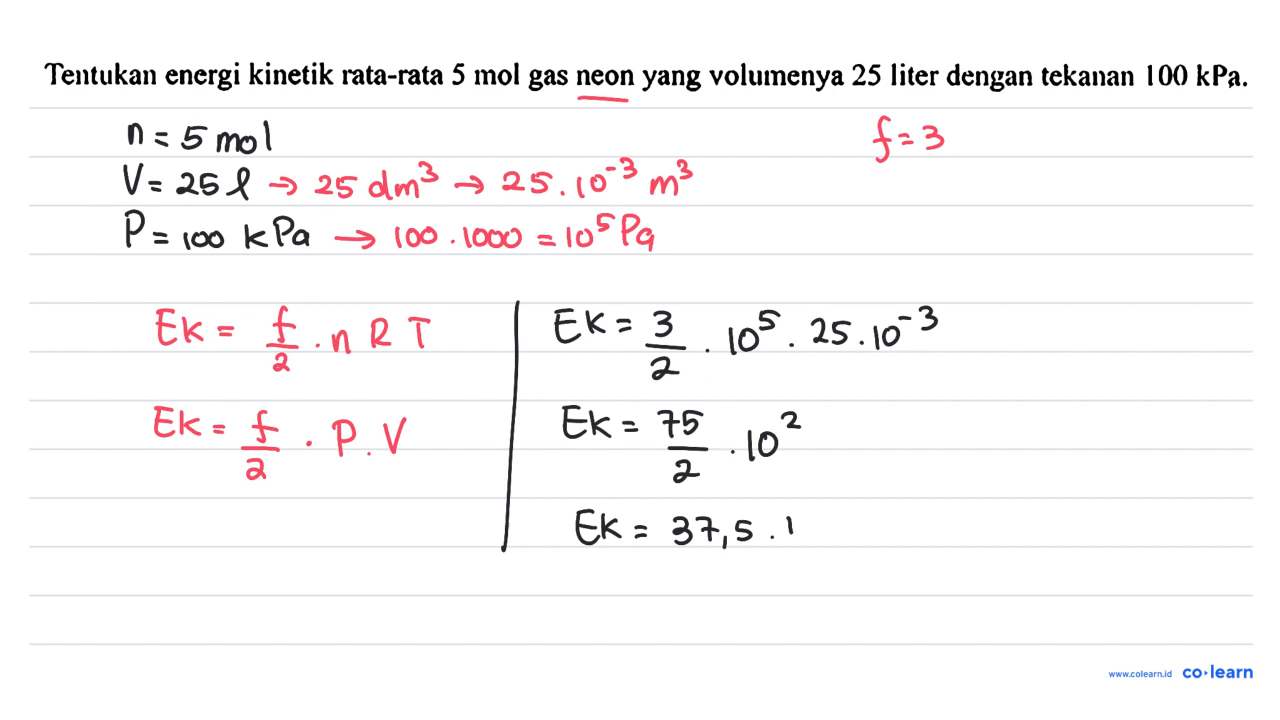 Tentukan energi kinetik rata-rata 5 mol gas neon yang volumenya 25 liter dengan tekanan 100 kPa.
n = 5 mol
f = 3
V = 25 l → 25 dm³ → 25 . 10⁻³ m³
P = 100 kPa → 100 . 1000 = 10⁵ Pa
Ek = f/2 . n R T
Ek = f/2 . P . V
Ek = 3/2 . 10⁵ . 25 . 10⁻³
Ek = 75/2 . 10²
Ek = 37,5 . 1
www.colearn.id co·learn